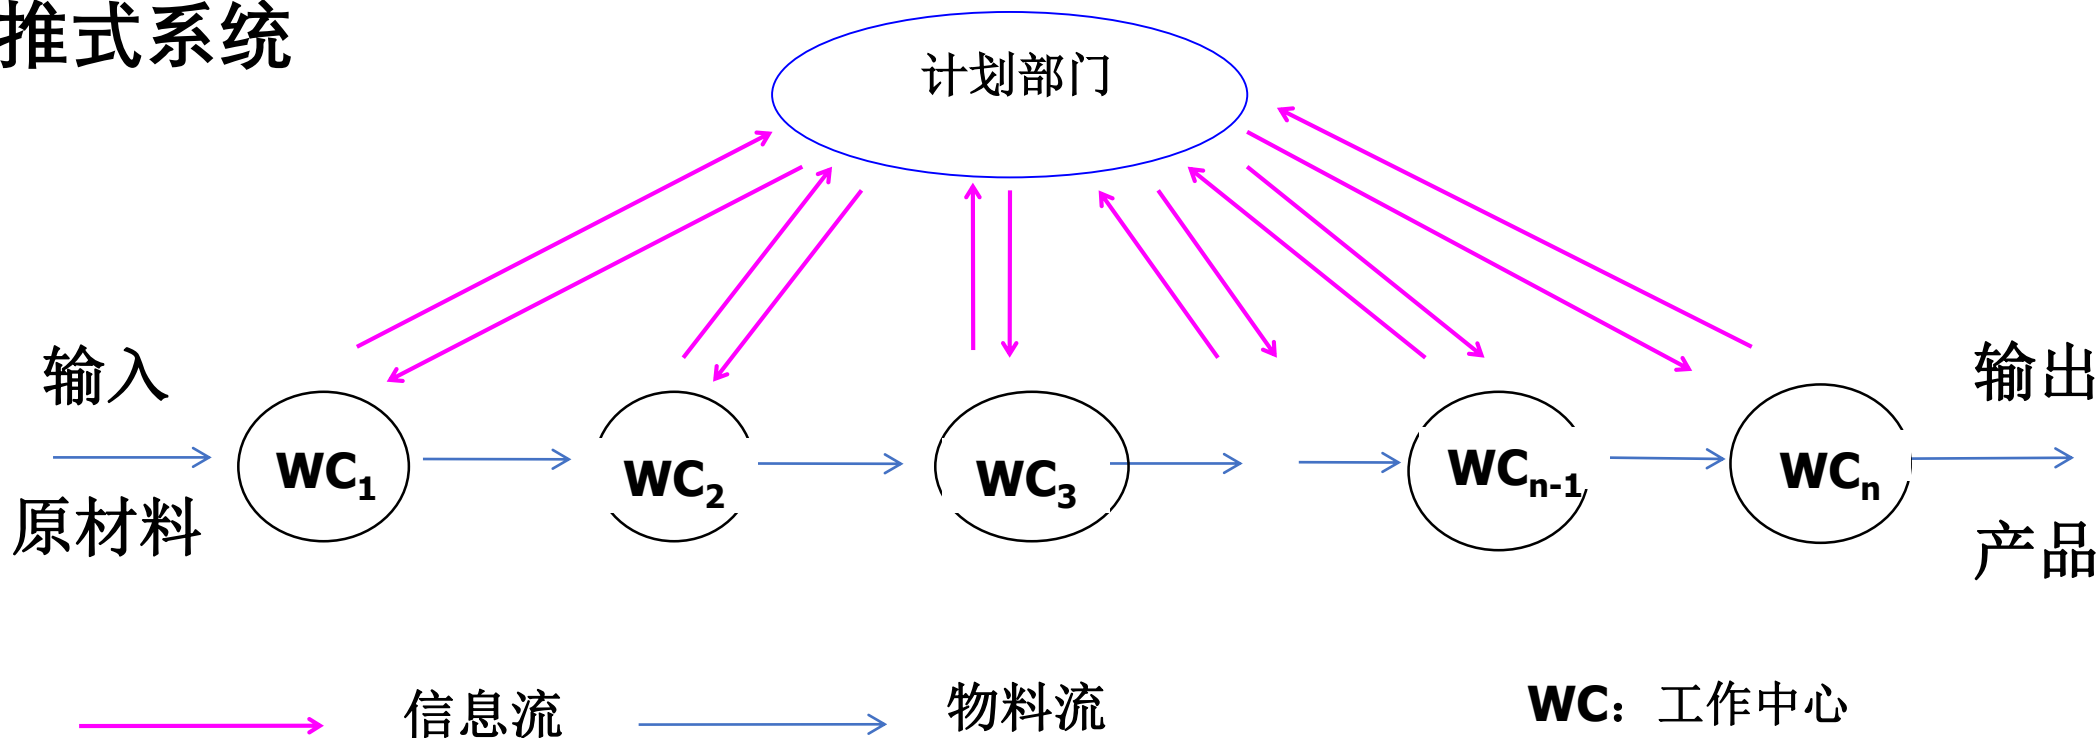 推式系统
计划部门
输入
输出
WC1
WC2
WC3
WCn-1
WCn
原材料
产品
信息流
物料流
WC：工作中心